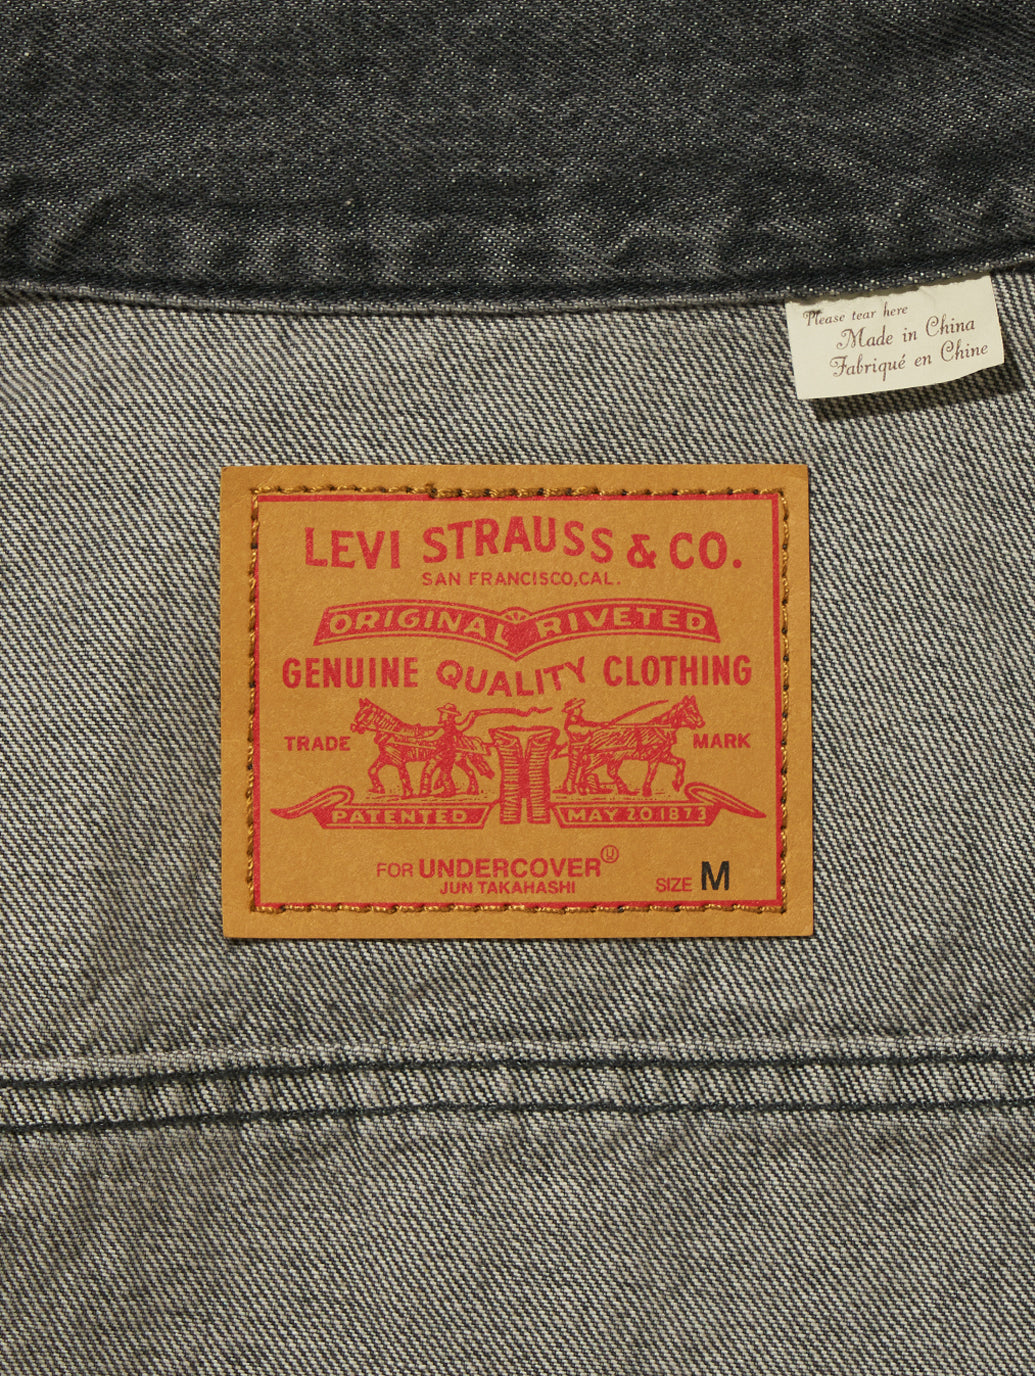 Please tear here
Made in China
Fabriqué en Chine
LEVI STRAUSS & CO.
SAN FRANCISCO, CAL.
ORIGINAL RIVETED
GENUINE QUALITY CLOTHING
TRADE MARK
PATENTED MAY 20 1873
FOR UNDERCOVER Ⓤ
JUN TAKAHASHI
SIZE M